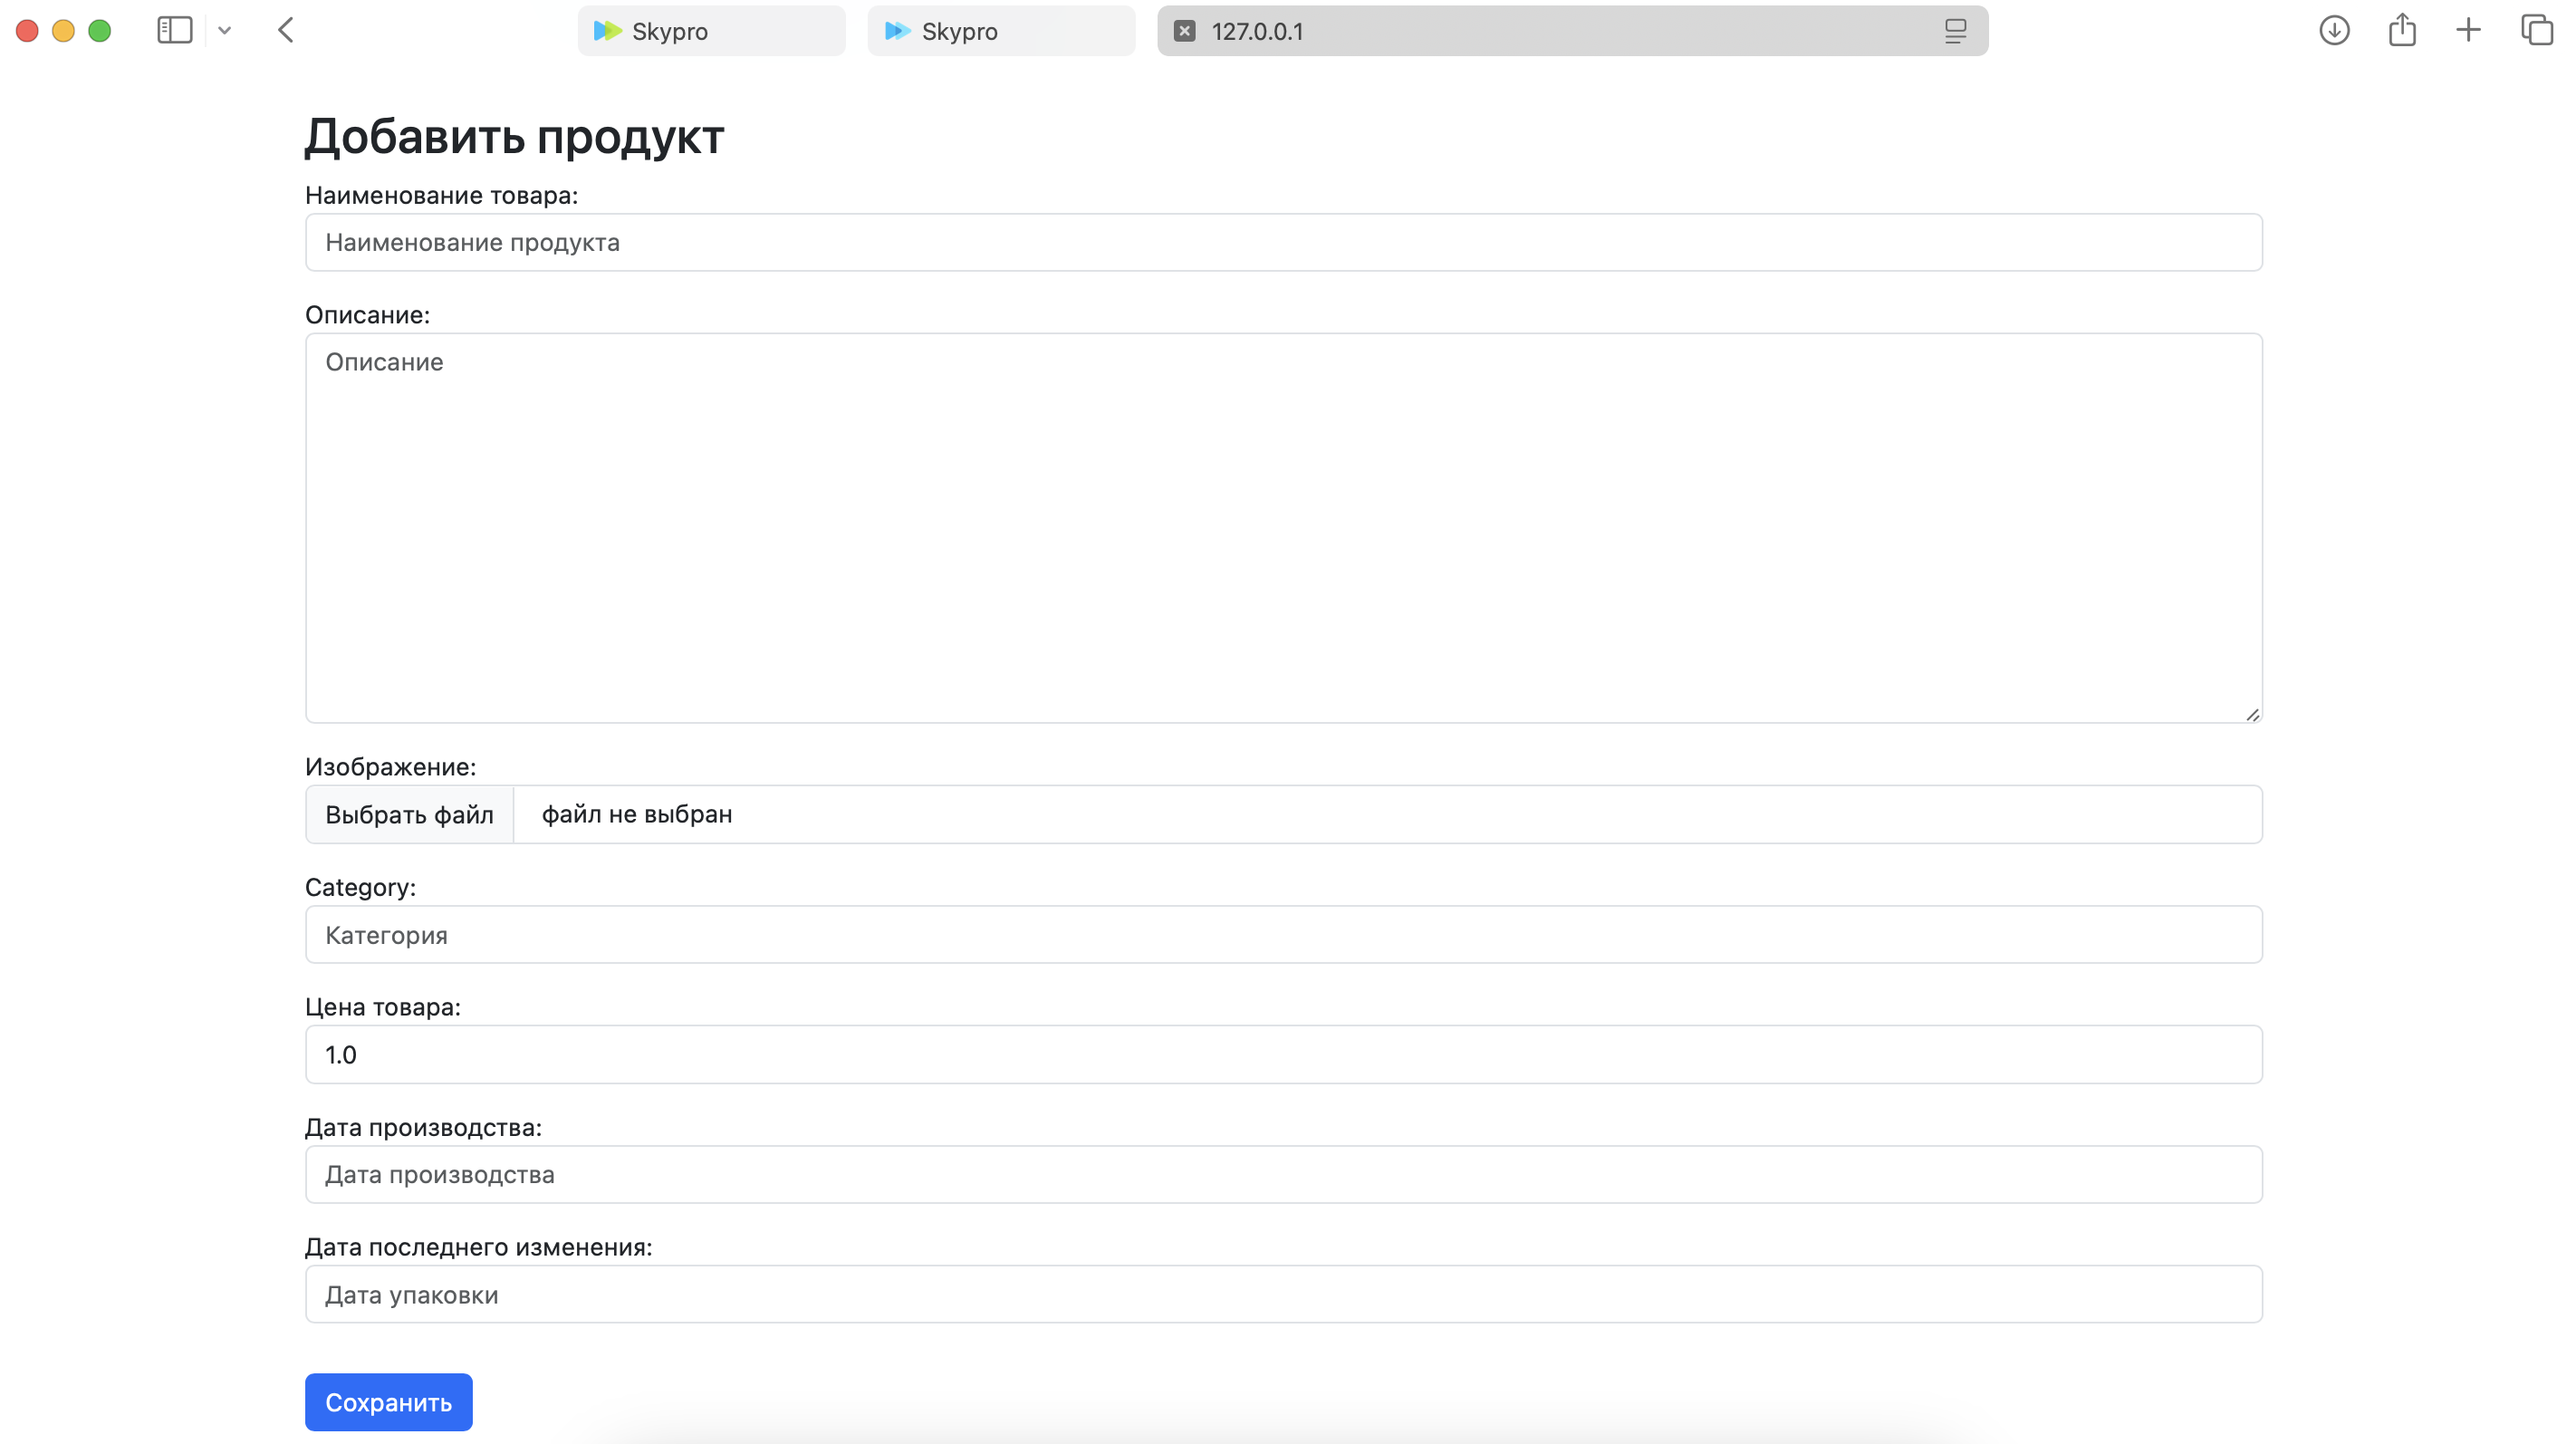 Skypro
Skypro
127.0.0.1
Добавить продукт
Наименование товара:
Наименование продукта
Описание:
Описание
Изображение:
Выбрать файл файл не выбран
Category:
Категория
Цена товара:
1.0
Дата производства:
Дата производства
Дата последнего изменения:
Дата упаковки
Сохранить